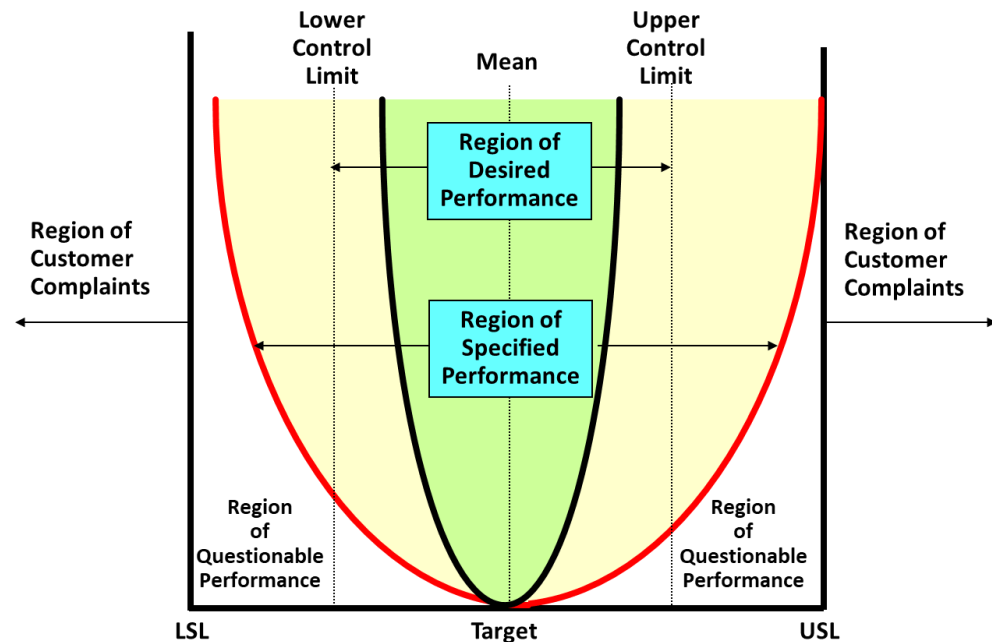 Lower
Control
Limit
Mean
Upper
Control
Limit
Region of
Desired
Performance
Region of
Customer
Complaints
Region of
Customer
Complaints
Region of
Specified
Performance
Region
of
Questionable
Performance
Region
of
Questionable
Performance
LSL
Target
USL